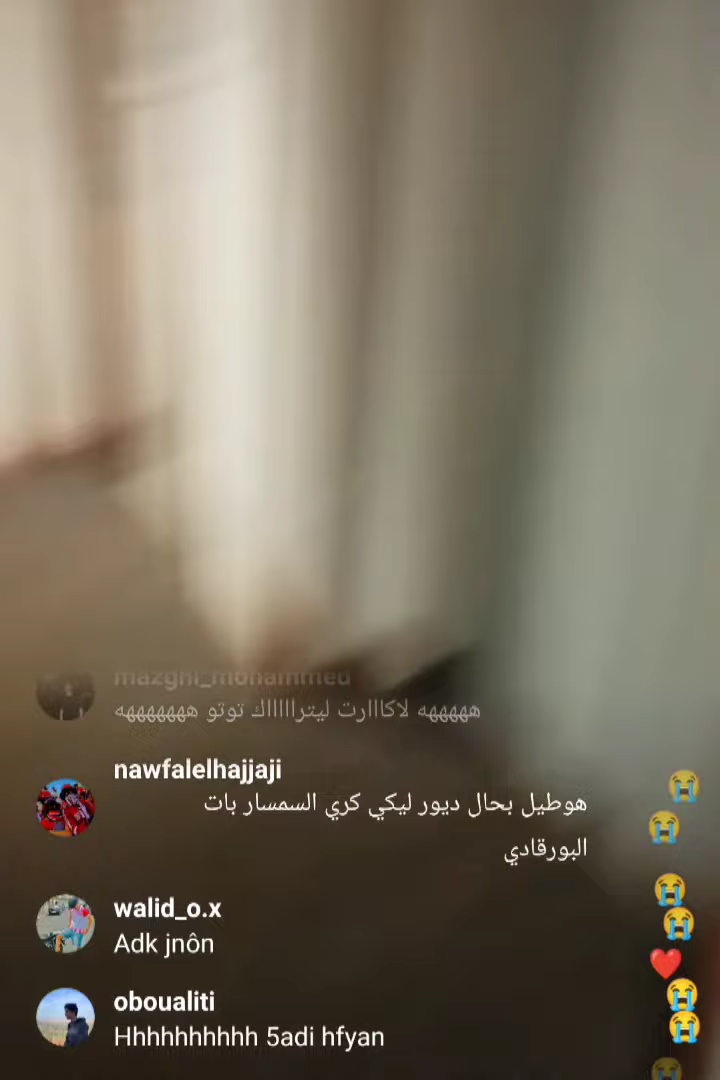 mazghi_mohammed
هههههه لاكااارت ليتراااااك توتو هههههههه
nawfalelhajjaji
هوطيل بحال ديور ليكي كري السمسار بات
البورقادي
walid_o.x
Adk jnôn
oboualiti
Hhhhhhhhhh 5adi hfyan